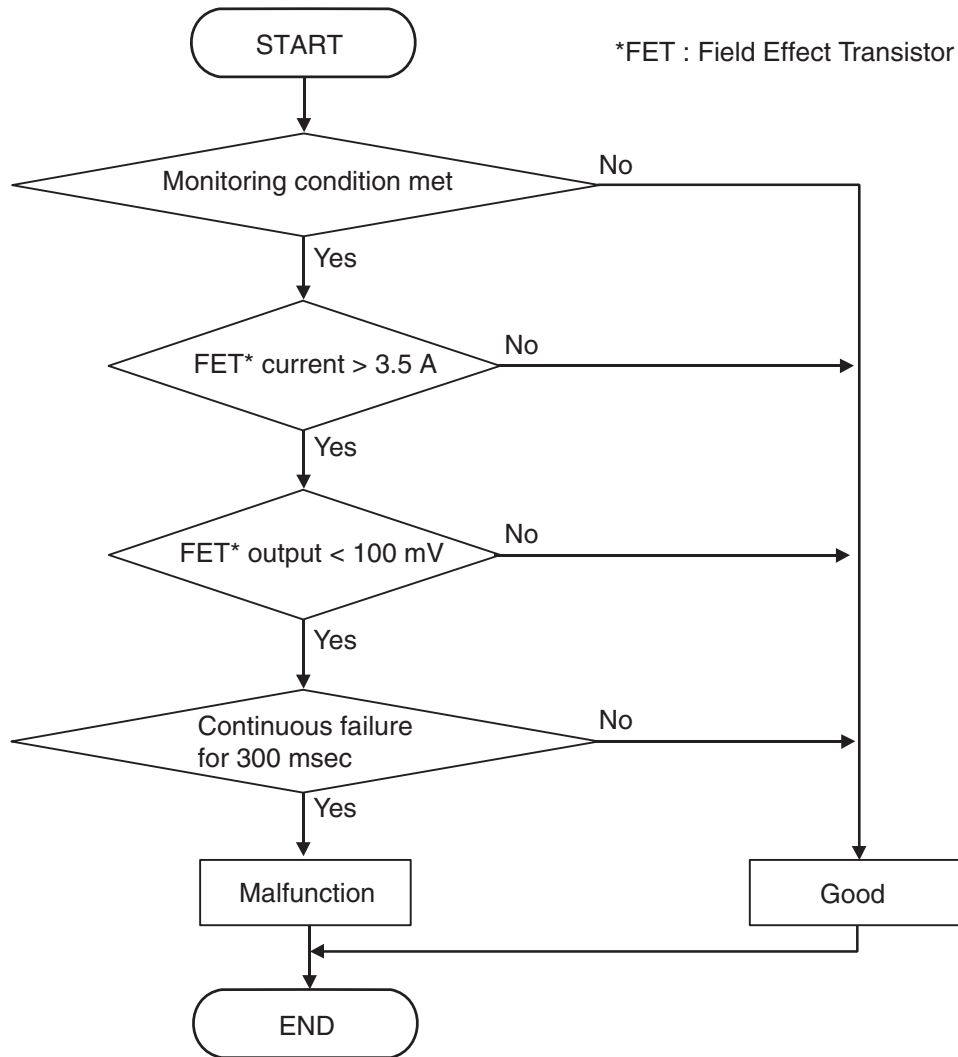 START
*FET : Field Effect Transistor
Monitoring condition met
No
Yes
FET* current > 3.5 A
No
Yes
FET* output < 100 mV
No
Yes
Continuous failure
for 300 msec
No
Yes
Malfunction
Good
END